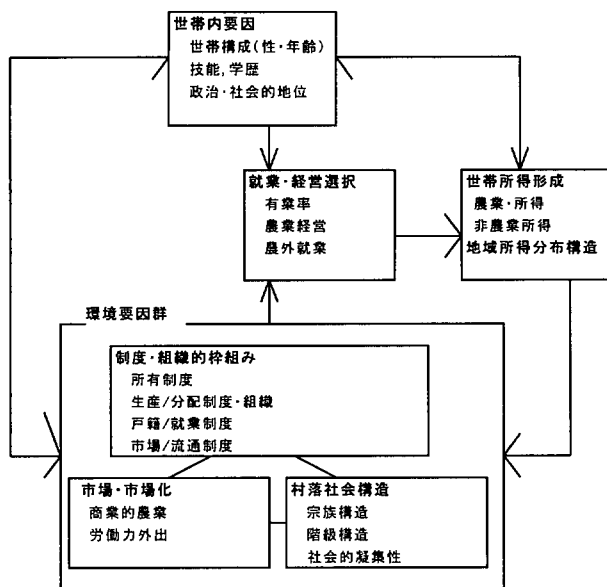 世帯内要因
世帯構成(性・年齢)
技能,学歴
政治・社会的地位
就業・経営選択
有業率
農業経営
農外就業
世帯所得形成
農業・所得
非農業所得
地域所得分布構造
環境要因群
制度・組織的枠組み
所有制度
生産/分配制度・組織
戸籍/就業制度
市場/流通制度
市場・市場化
商業的農業
労働力外出
村落社会構造
宗族構造
階級構造
社会的凝集性